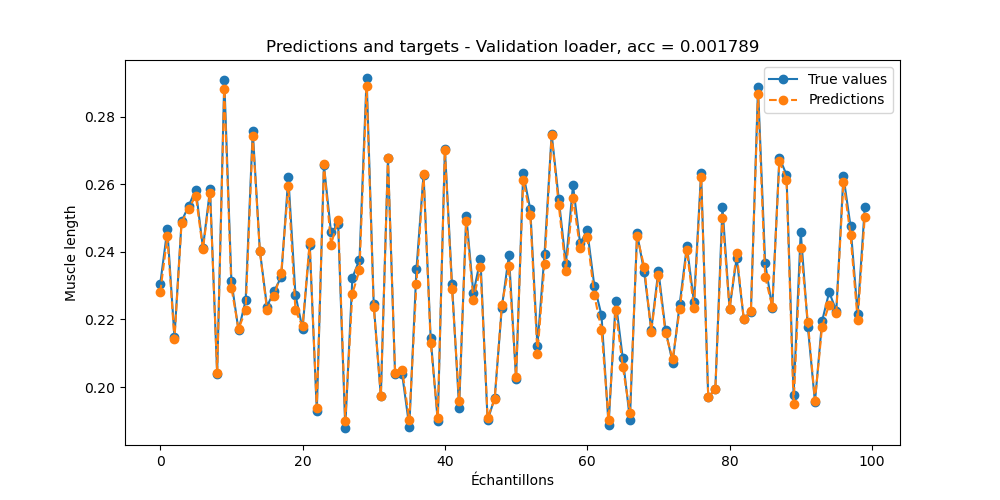 Predictions and targets - Validation loader, acc = 0.001789
True values
Predictions
0.28
0.26
0.24
0.22
0.20
Muscle length
0 20 40 60 80 100
Échantillons